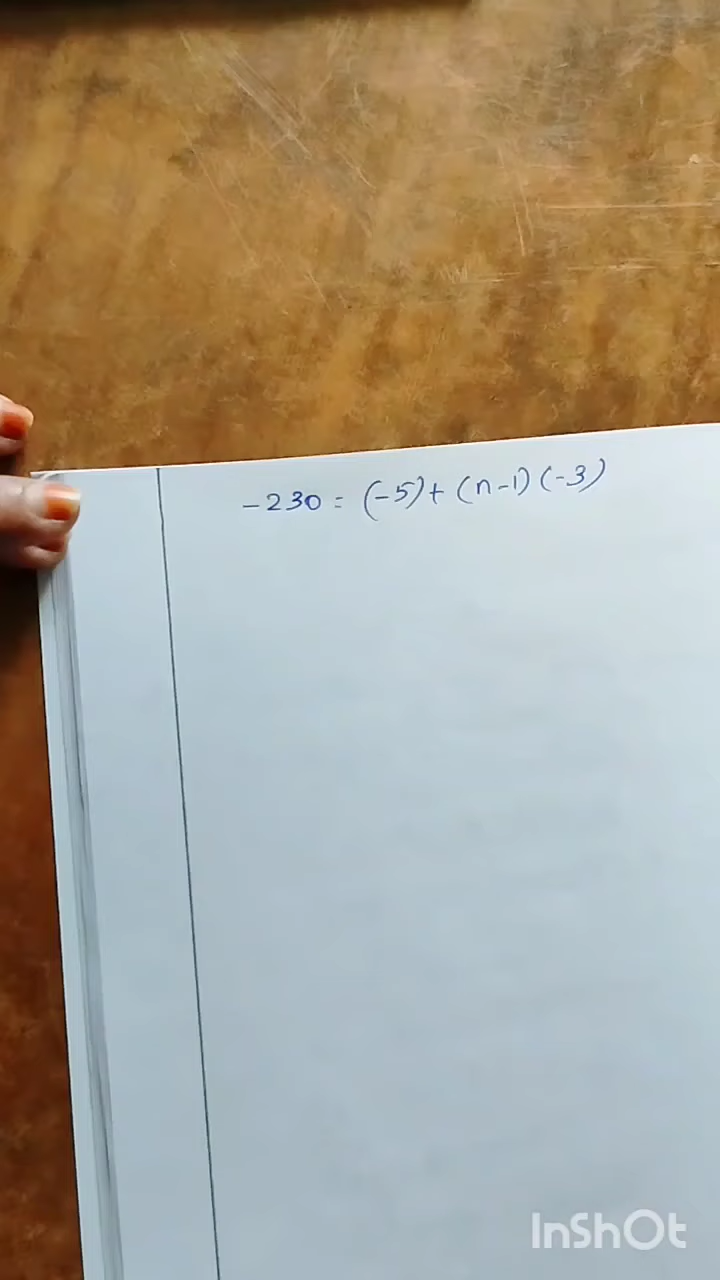 -230 = (-5) + (n-1) (-3)
InShOt